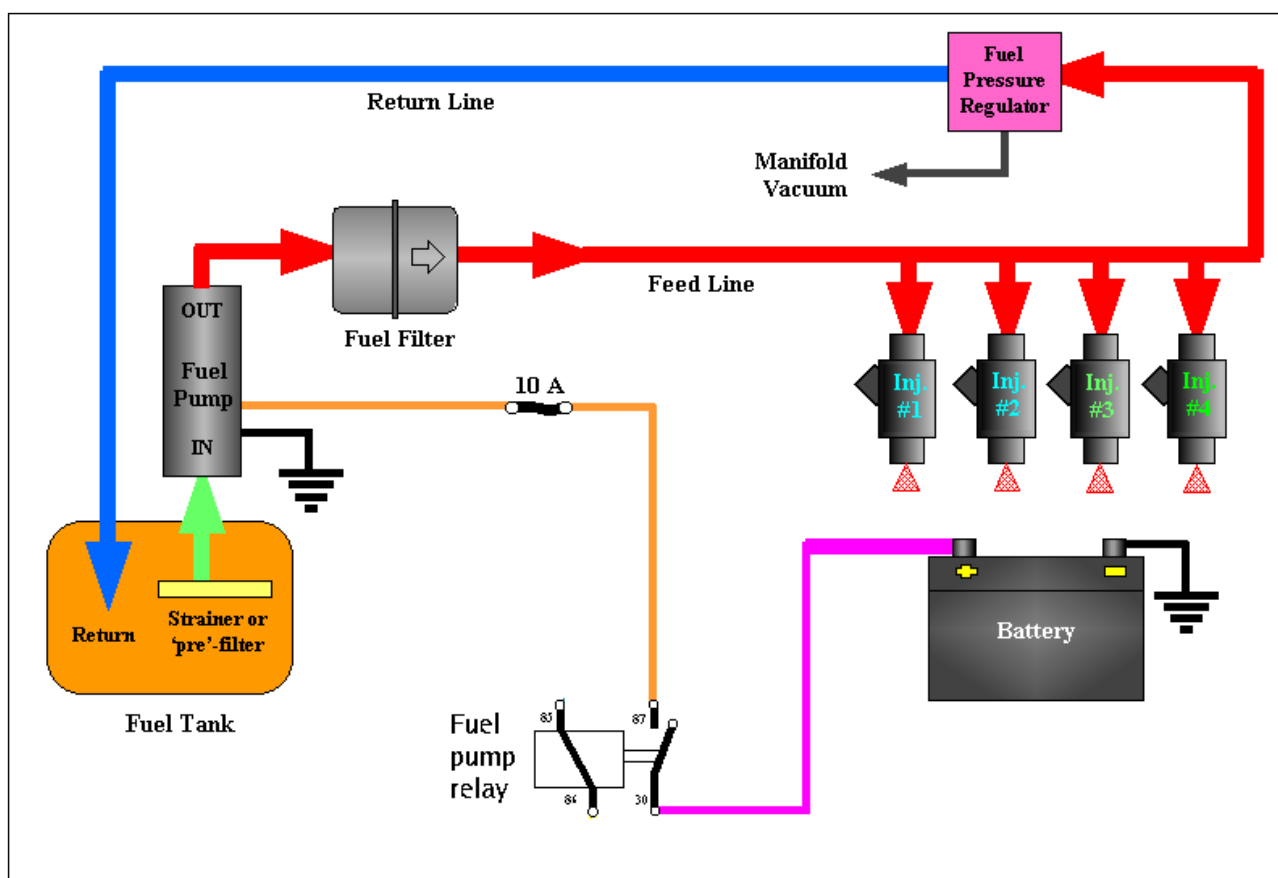 Fuel
Pressure
Regulator
Return Line
Manifold
Vacuum
OUT
Fuel
Pump
IN
Fuel Filter
Feed Line
10 A
Inj.
#1
Inj.
#2
Inj.
#3
Inj.
#4
Return
Strainer or
‘pre’-filter
Fuel Tank
Battery
Fuel
pump
relay
85
87
86
30